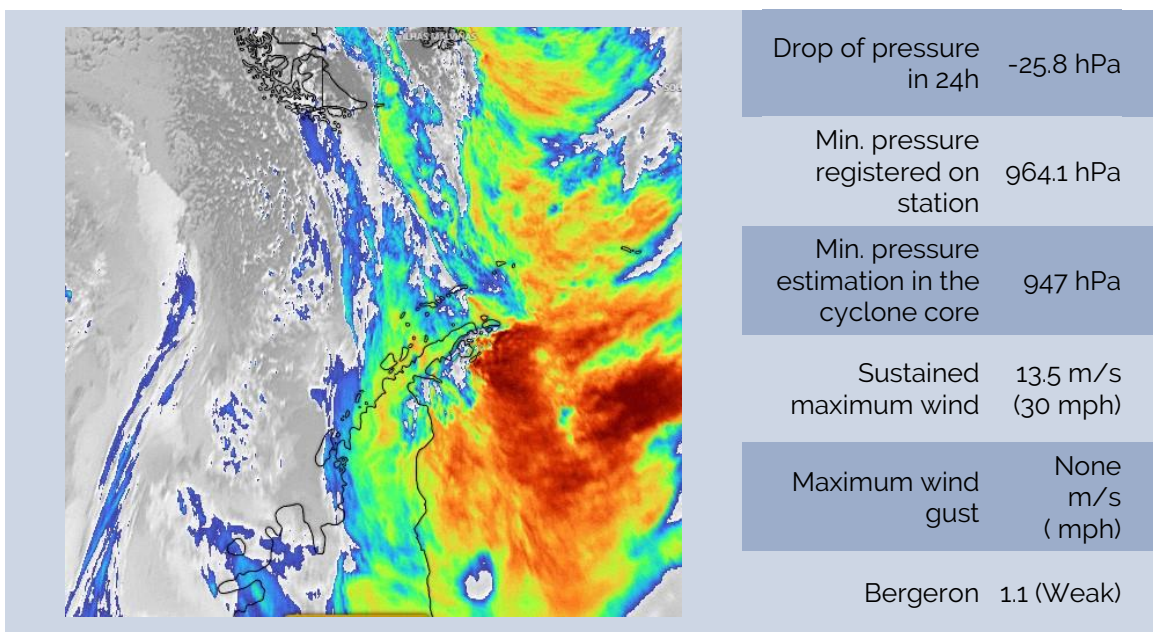 ILHAS MALVINAS
Drop of pressure
in 24h
-25.8 hPa
Min. pressure
registered on
station
964.1 hPa
Min. pressure
estimation in the
cyclone core
947 hPa
Sustained
maximum wind
13.5 m/s
(30 mph)
Maximum wind
gust
None
m/s
( mph)
Bergeron
1.1 (Weak)